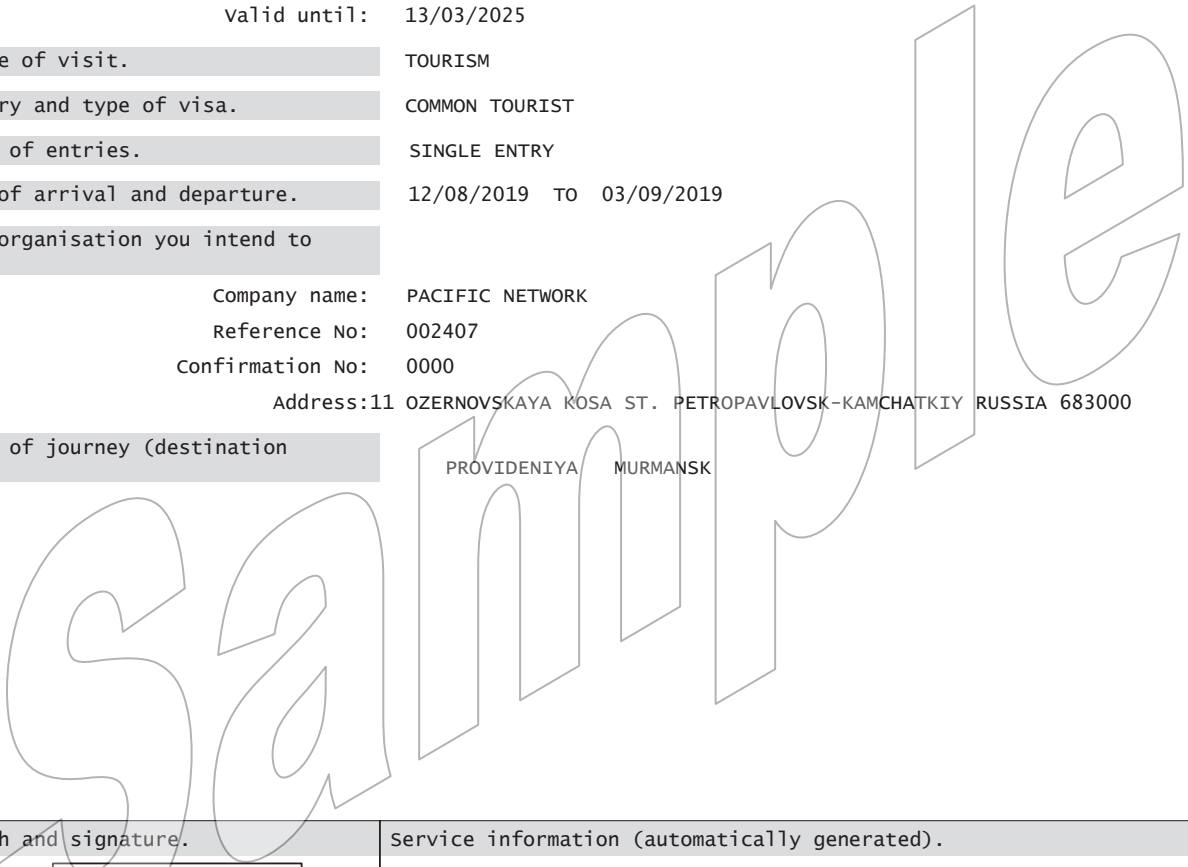 Valid until: 13/03/2025
e of visit. TOURISM
ry and type of visa. COMMON TOURIST
of entries. SINGLE ENTRY
of arrival and departure. 12/08/2019 TO 03/09/2019
organisation you intend to
Company name: PACIFIC NETWORK
Reference No: 002407
Confirmation No: 0000
Address:11 OZERNOVSKAYA KOSA ST. PETROPAVLOVSK-KAMCHATKIY RUSSIA 683000
of journey (destination
PROVIDENIYA MURMANSK
sample
h and signature. Service information (automatically generated).